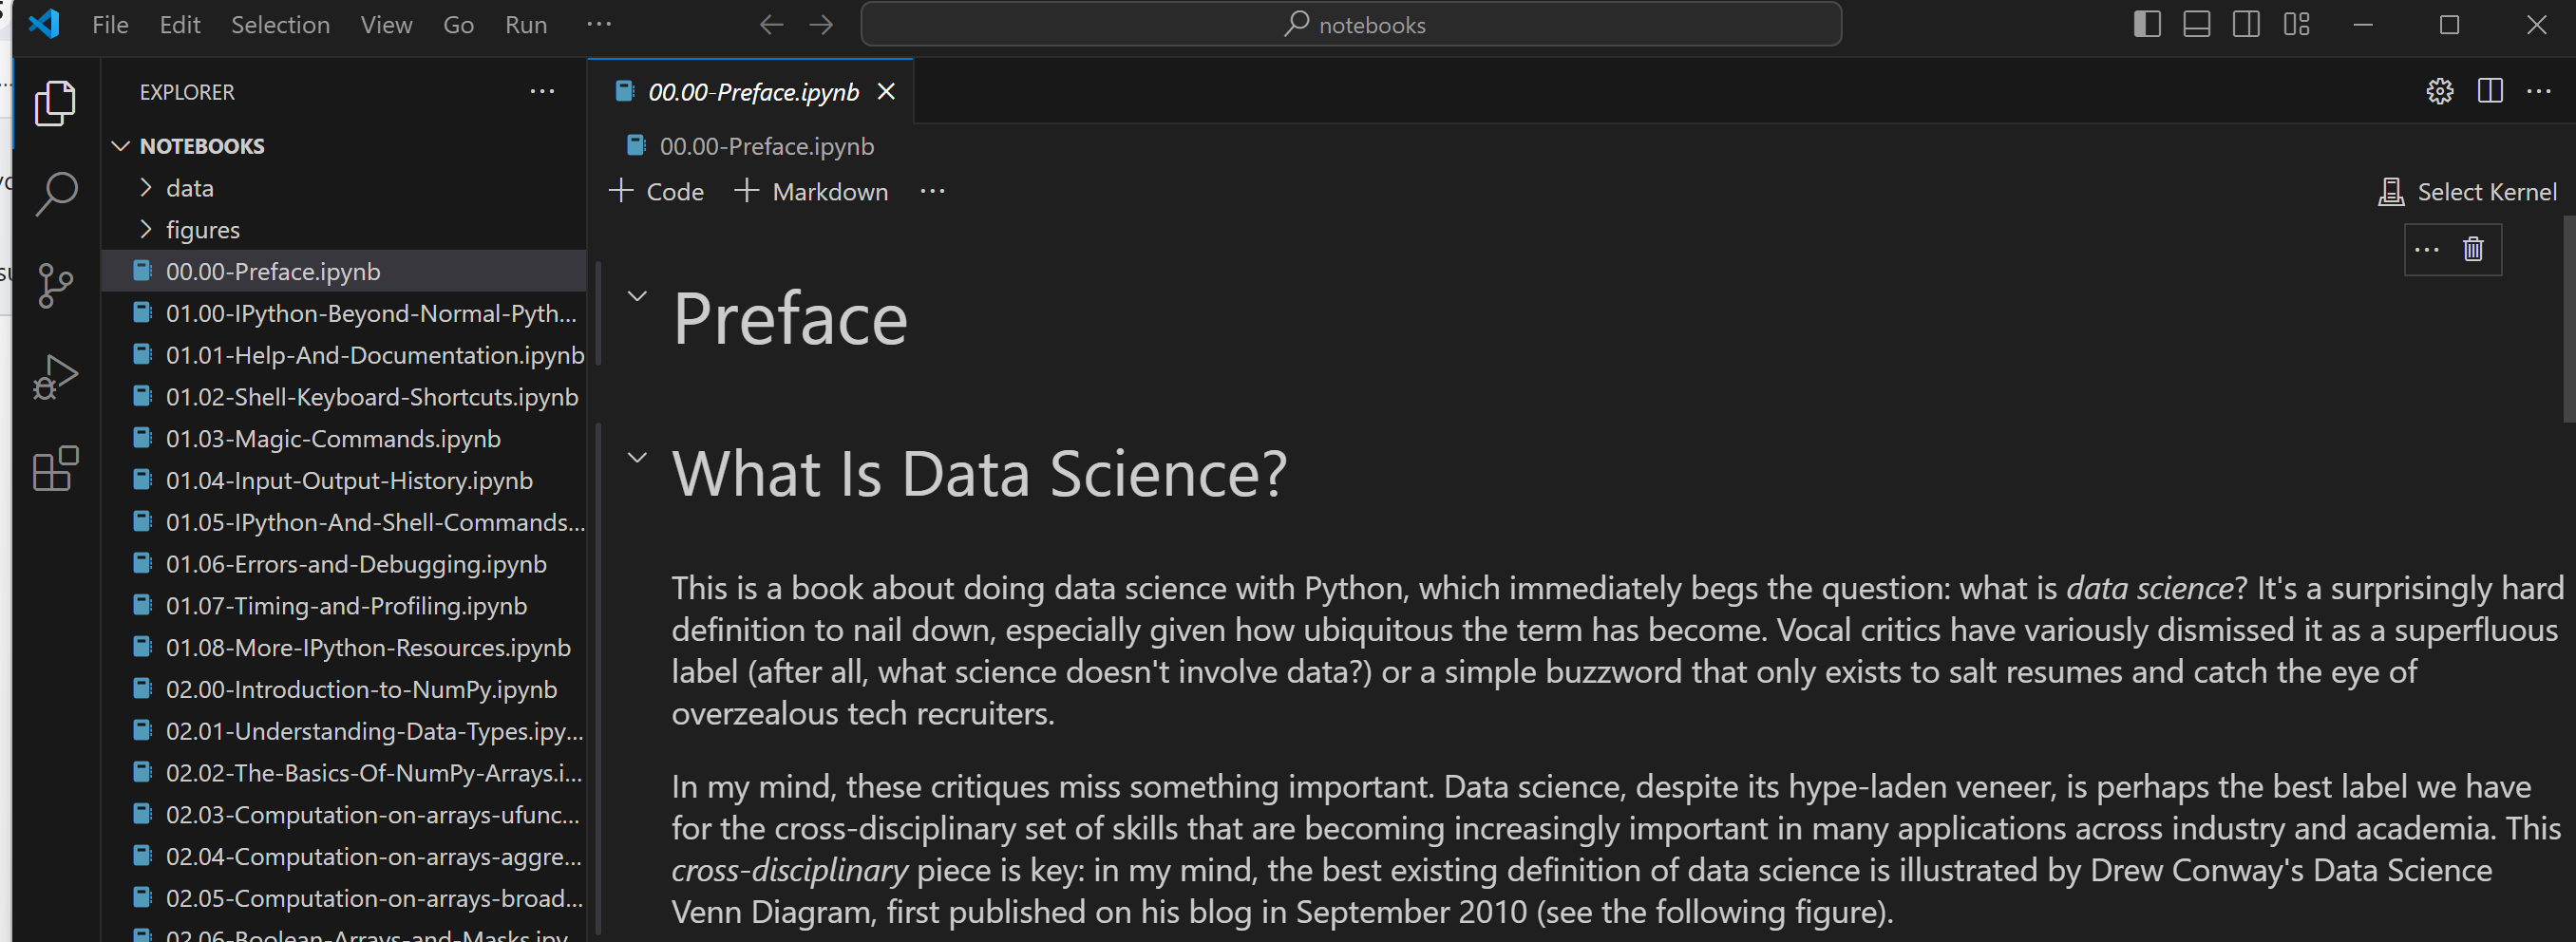 File Edit Selection View Go Run ···
notebooks
EXPLORER ···
NOTEBOOKS
data
figures
00.00-Preface.ipynb
01.00-IPython-Beyond-Normal-Pyth...
01.01-Help-And-Documentation.ipynb
01.02-Shell-Keyboard-Shortcuts.ipynb
01.03-Magic-Commands.ipynb
01.04-Input-Output-History.ipynb
01.05-IPython-And-Shell-Commands...
01.06-Errors-and-Debugging.ipynb
01.07-Timing-and-Profiling.ipynb
01.08-More-IPython-Resources.ipynb
02.00-Introduction-to-NumPy.ipynb
02.01-Understanding-Data-Types.ipy...
02.02-The-Basics-Of-NumPy-Arrays.i...
02.03-Computation-on-arrays-ufunc...
02.04-Computation-on-arrays-aggre...
02.05-Computation-on-arrays-broad...
02.06-Boolean-Arrays-and-Masks.ipy
00.00-Preface.ipynb
00.00-Preface.ipynb
+ Code + Markdown ···
Select Kernel
Preface
What Is Data Science?
This is a book about doing data science with Python, which immediately begs the question: what is data science? It's a surprisingly hard
definition to nail down, especially given how ubiquitous the term has become. Vocal critics have variously dismissed it as a superfluous
label (after all, what science doesn't involve data?) or a simple buzzword that only exists to salt resumes and catch the eye of
overzealous tech recruiters.
In my mind, these critiques miss something important. Data science, despite its hype-laden veneer, is perhaps the best label we have
for the cross-disciplinary set of skills that are becoming increasingly important in many applications across industry and academia. This
cross-disciplinary piece is key: in my mind, the best existing definition of data science is illustrated by Drew Conway's Data Science
Venn Diagram, first published on his blog in September 2010 (see the following figure).